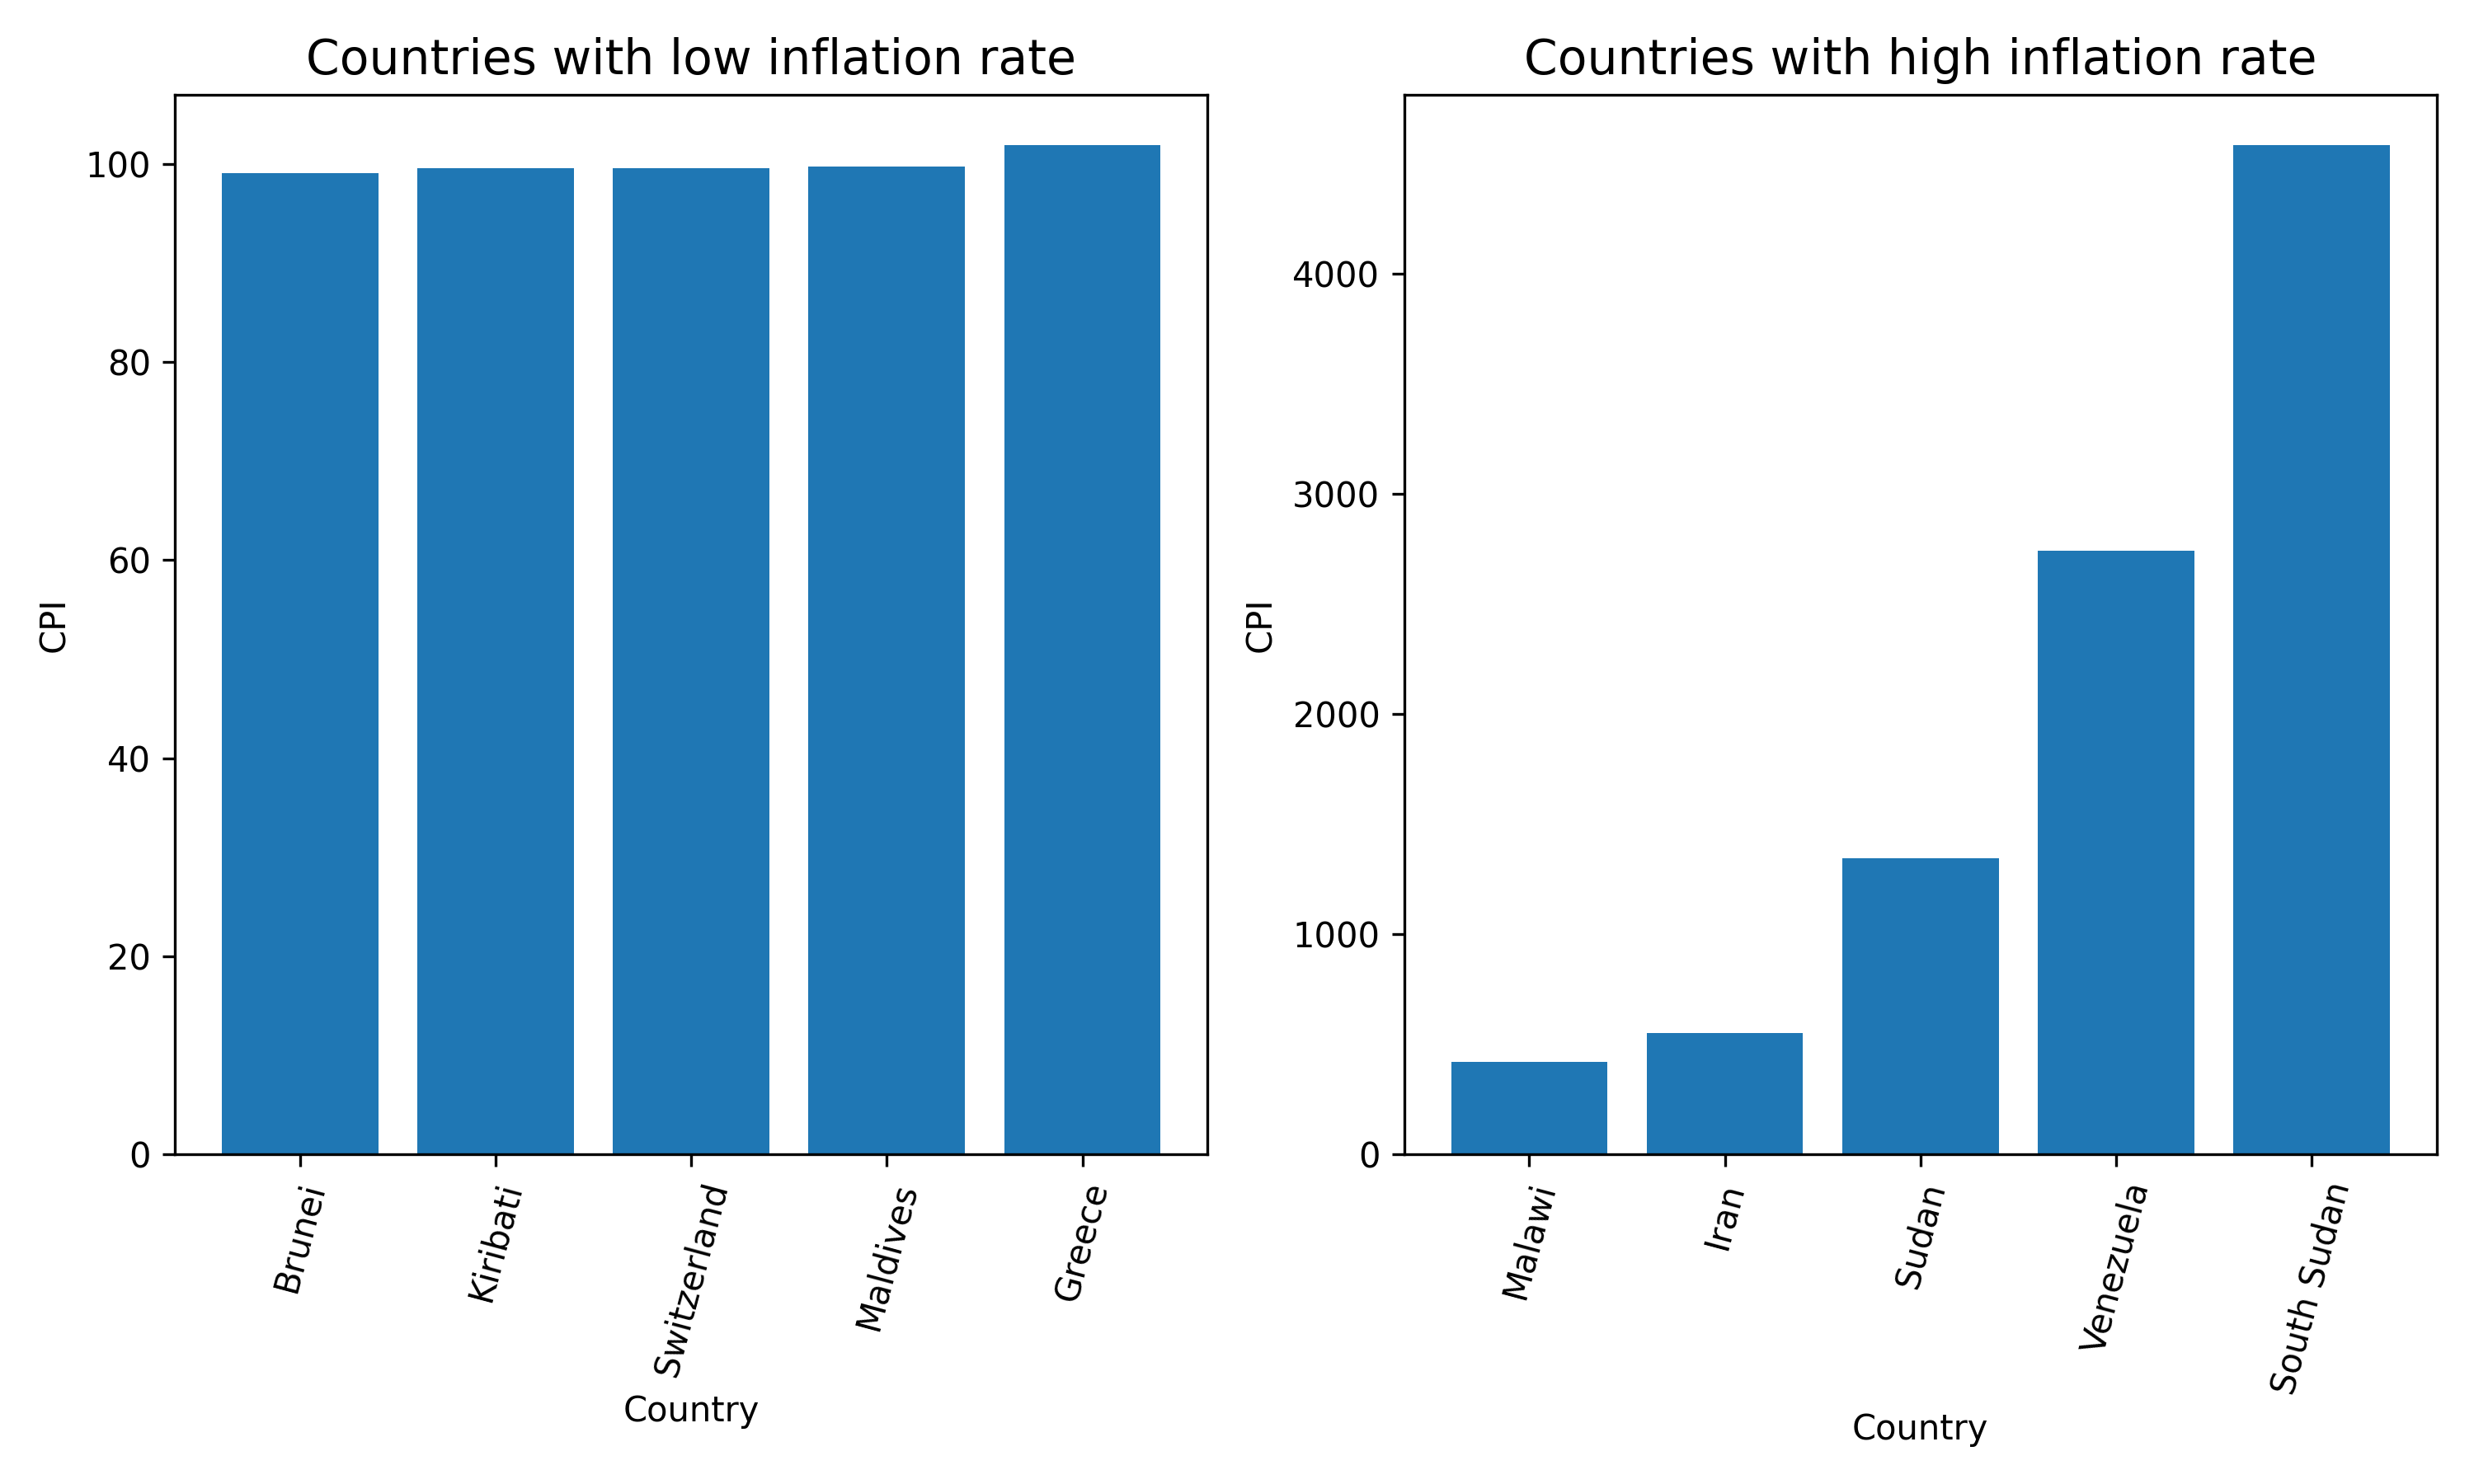 Countries with low inflation rate
100
80
60
40
20
0
CPI
Brunei
Kiribati
Switzerland
Maldives
Greece
Country
Countries with high inflation rate
4000
3000
2000
1000
0
CPI
Malawi
Iran
Sudan
Venezuela
South Sudan
Country